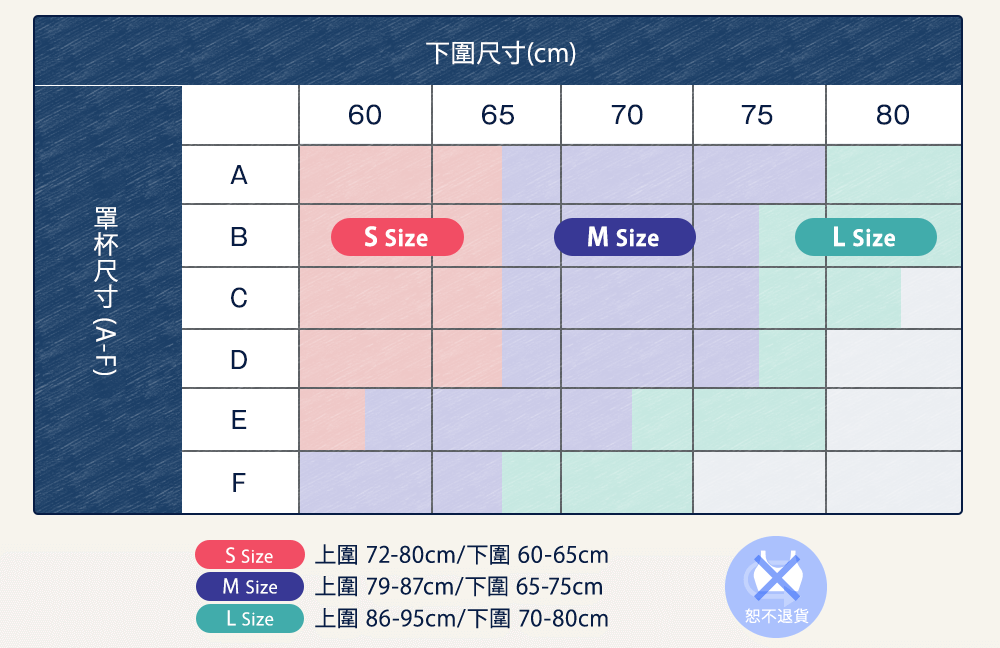 下圍尺寸(cm)
60 65 70 75 80
罩杯尺寸(A-F)
A
B
S Size M Size L Size
C
D
E
F
S Size 上圍 72-80cm/下圍 60-65cm
M Size 上圍 79-87cm/下圍 65-75cm
L Size 上圍 86-95cm/下圍 70-80cm
恕不退貨